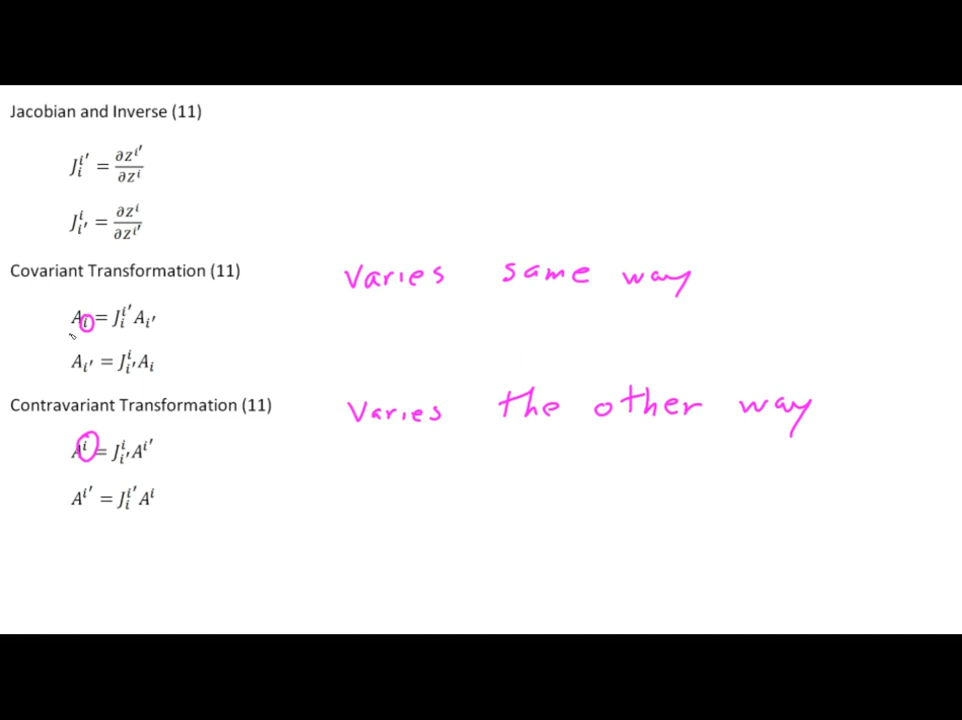 Jacobian and Inverse (11)
J_i^{i'} = ∂z^{i'}/∂z^i
J_{i'}^i = ∂z^i/∂z^{i'}
Covariant Transformation (11) Varies same way
A_i = J_i^{i'} A_{i'}
A_{i'} = J_{i'}^i A_i
Contravariant Transformation (11) Varies the other way
A^i = J_{i'}^i A^{i'}
A^{i'} = J_i^{i'} A^i